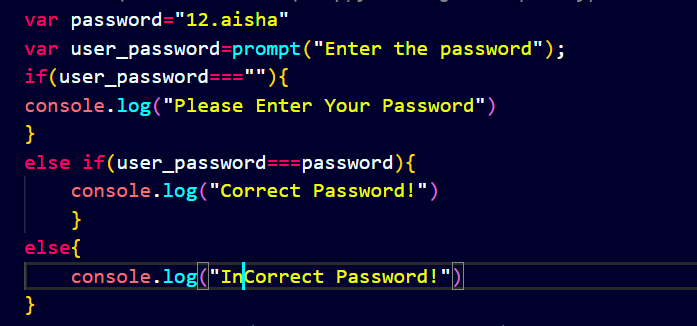 var password="12.aisha"
var user_password=prompt("Enter the password");
if(user_password===""){
console.log("Please Enter Your Password")
}
else if(user_password===password){
    console.log("Correct Password!")
    }
else{
    console.log("InCorrect Password!")
}